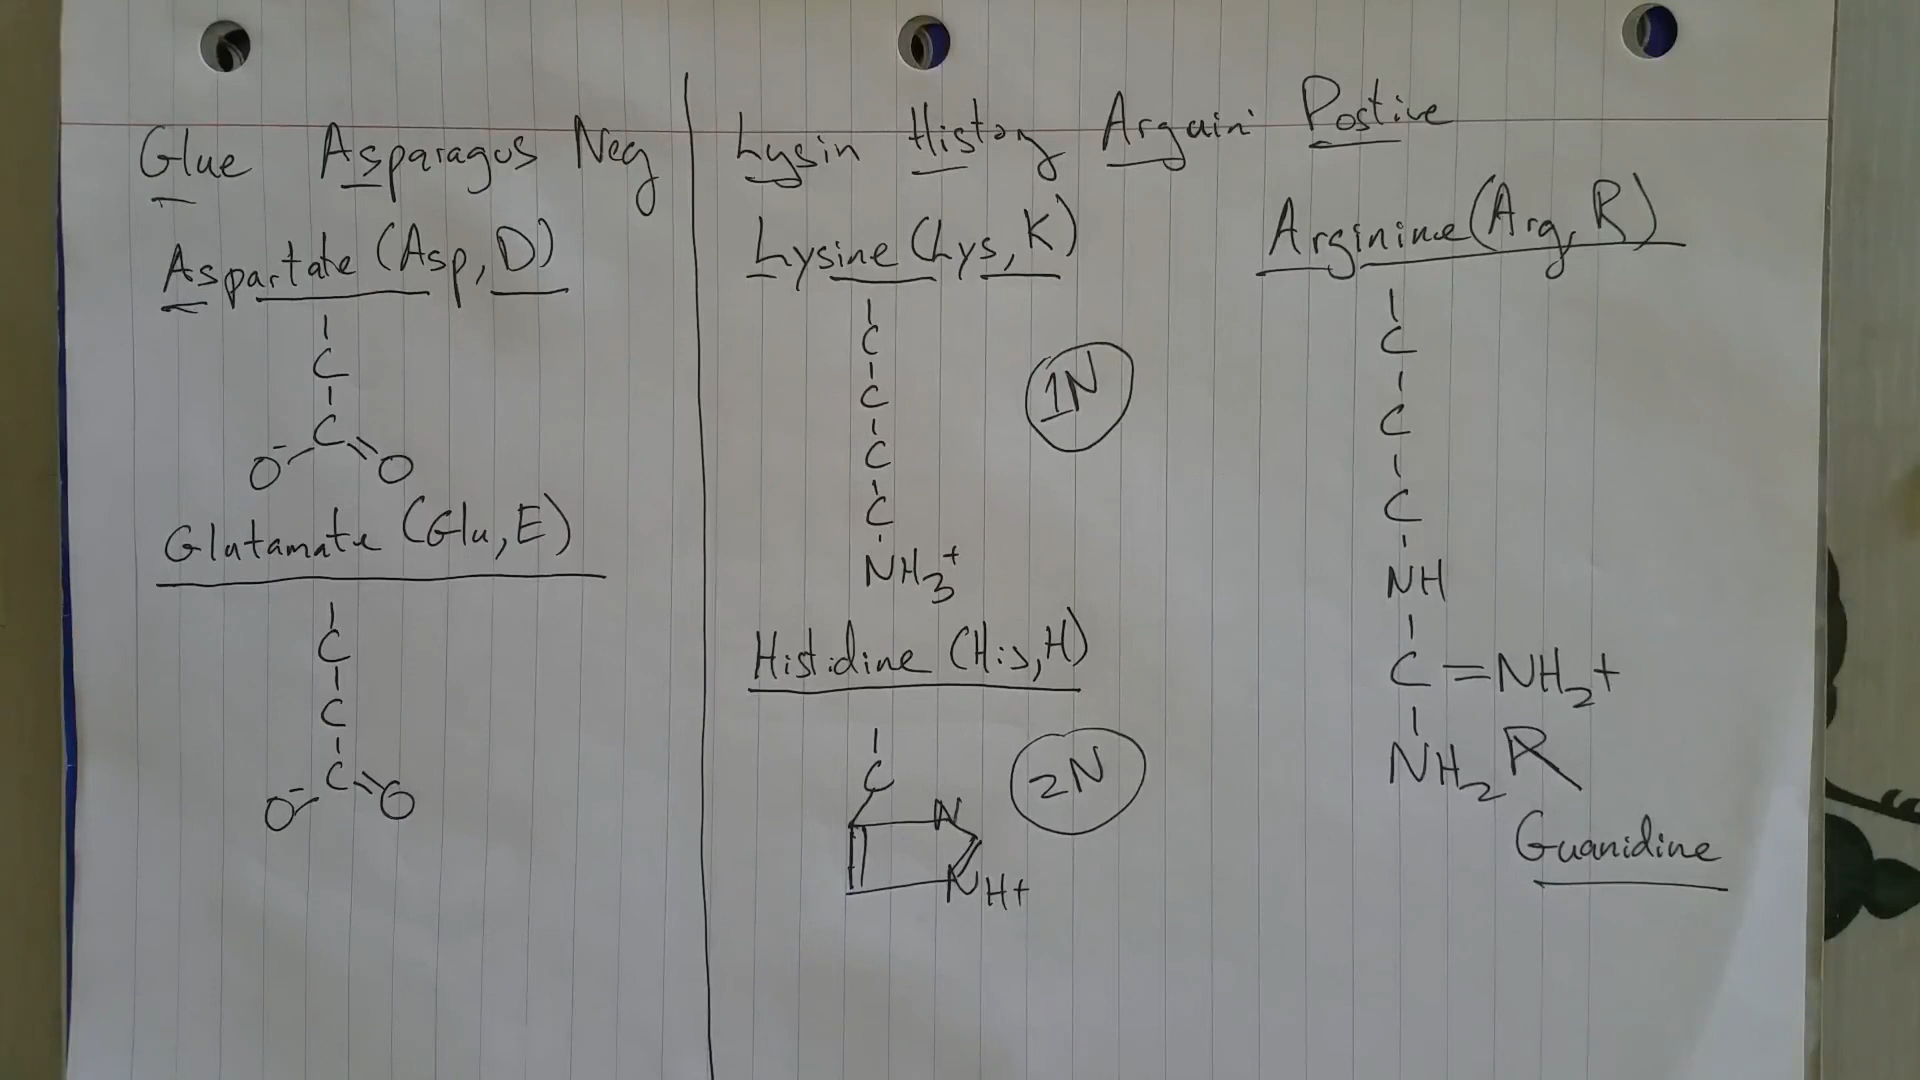 Glue Asparagus Neg
Aspartate (Asp, D)
C
C
O- O
Glutamate (Glu, E)
C
C
C
O- O
Lysin History Argain Postive
Lysine (Lys, K)
C
C
C
C
NH3+
1N
Histidine (His, H)
C
N
NH+
2N
Arginine (Arg, R)
C
C
C
NH
C=NH2+
NH2 R
Guanidine